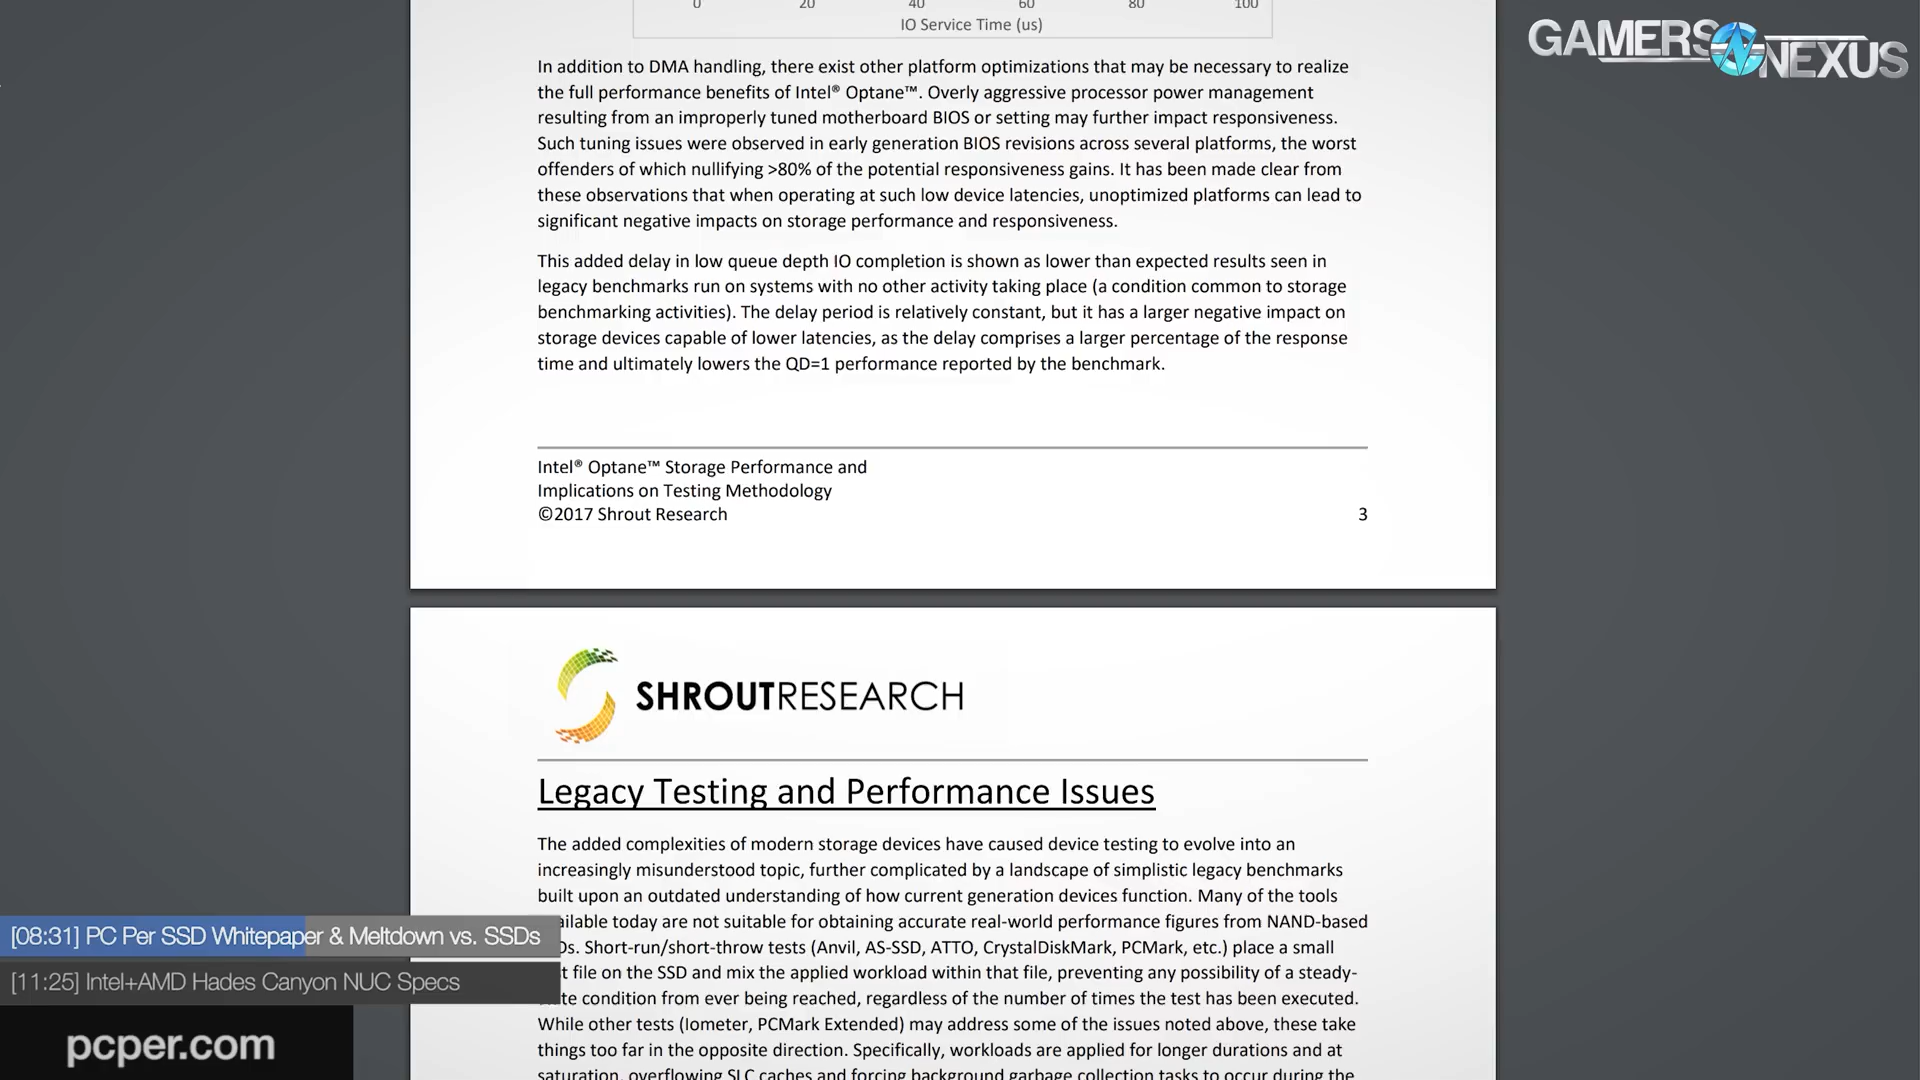 0 20 40 60 80 100
IO Service Time (us)
GAMERS NEXUS
In addition to DMA handling, there exist other platform optimizations that may be necessary to realize
the full performance benefits of Intel® Optane™. Overly aggressive processor power management
resulting from an improperly tuned motherboard BIOS or setting may further impact responsiveness.
Such tuning issues were observed in early generation BIOS revisions across several platforms, the worst
offenders of which nullifying >80% of the potential responsiveness gains. It has been made clear from
these observations that when operating at such low device latencies, unoptimized platforms can lead to
significant negative impacts on storage performance and responsiveness.
This added delay in low queue depth IO completion is shown as lower than expected results seen in
legacy benchmarks run on systems with no other activity taking place (a condition common to storage
benchmarking activities). The delay period is relatively constant, but it has a larger negative impact on
storage devices capable of lower latencies, as the delay comprises a larger percentage of the response
time and ultimately lowers the QD=1 performance reported by the benchmark.
Intel® Optane™ Storage Performance and
Implications on Testing Methodology
©2017 Shrout Research 3
SHROUTRESEARCH
Legacy Testing and Performance Issues
The added complexities of modern storage devices have caused device testing to evolve into an
increasingly misunderstood topic, further complicated by a landscape of simplistic legacy benchmarks
built upon an outdated understanding of how current generation devices function. Many of the tools
today are not suitable for obtaining accurate real-world performance figures from NAND-based
Short-run/short-throw tests (Anvil, AS-SSD, ATTO, CrystalDiskMark, PCMark, etc.) place a small
file on the SSD and mix the applied workload within that file, preventing any possibility of a steady-
condition from ever being reached, regardless of the number of times the test has been executed.
While other tests (Iometer, PCMark Extended) may address some of the issues noted above, these take
things too far in the opposite direction. Specifically, workloads are applied for longer durations and at
saturation, overflowing SLC caches and forcing background garbage collection tasks to occur during the
[08:31] PC Per SSD Whitepaper & Meltdown vs. SSDs
[11:25] Intel+AMD Hades Canyon NUC Specs
pcper.com